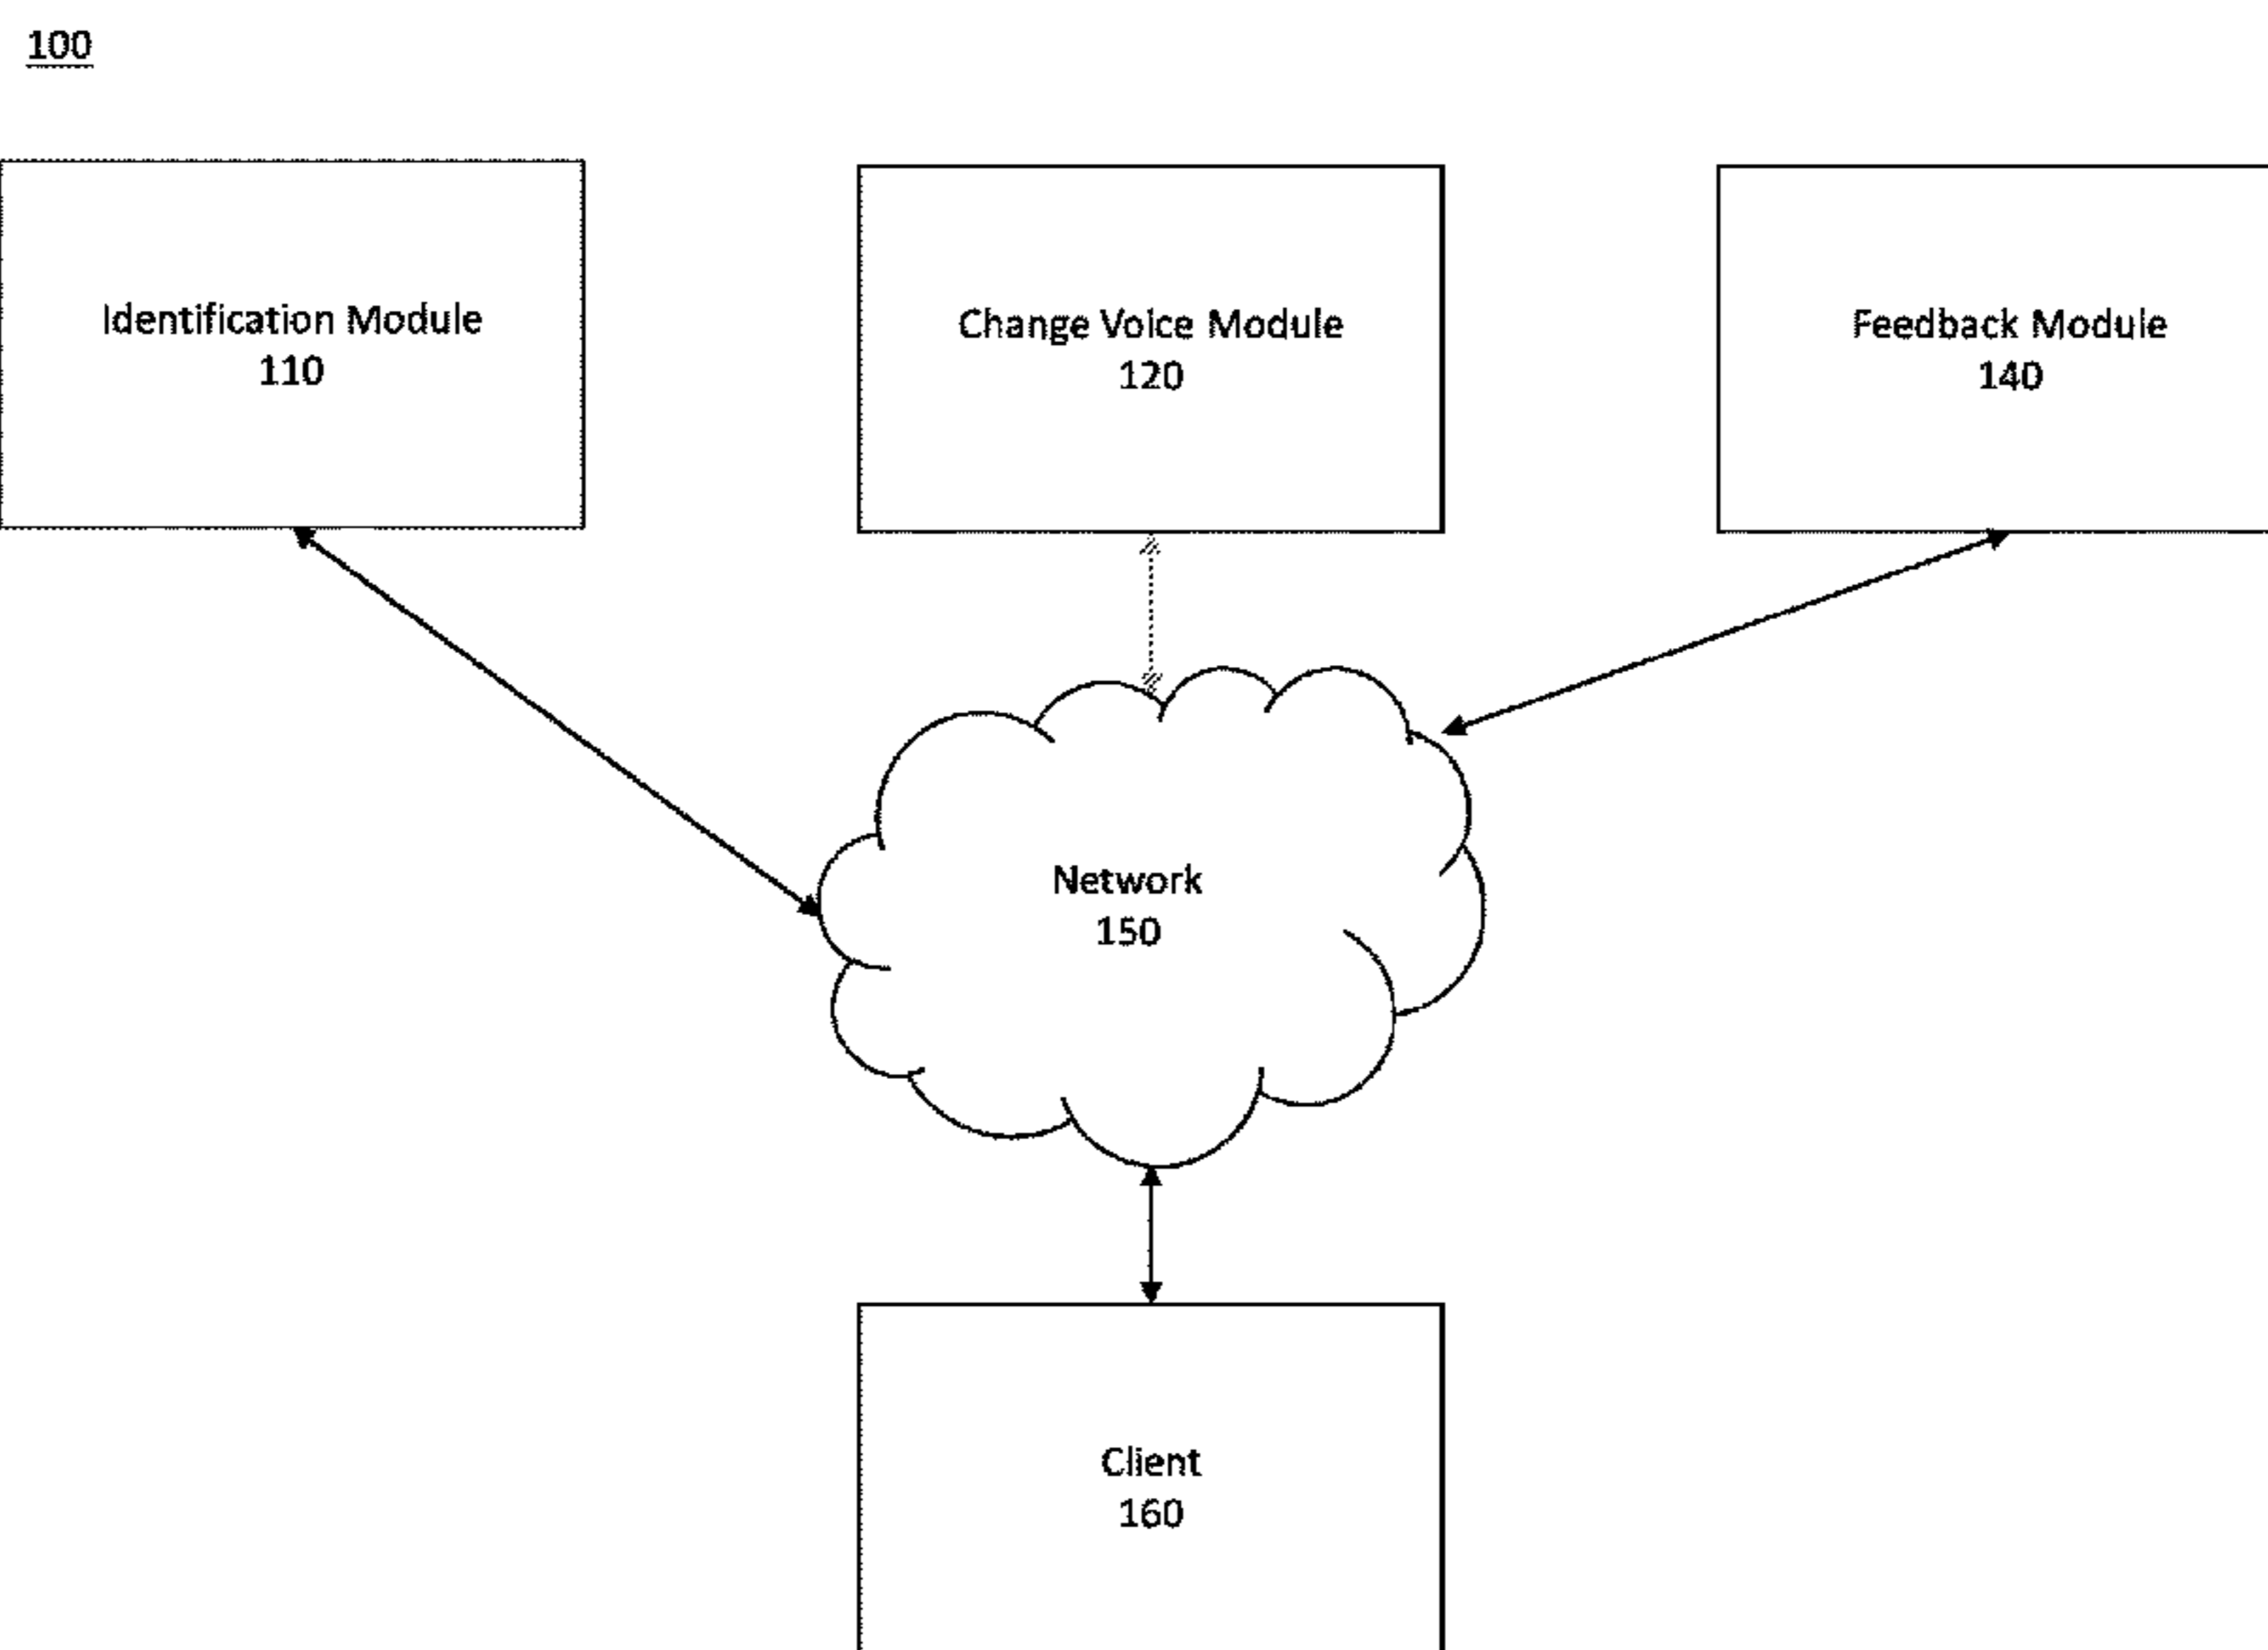 100
Identification Module
110
Change Voice Module
120
Feedback Module
140
Network
150
Client
160